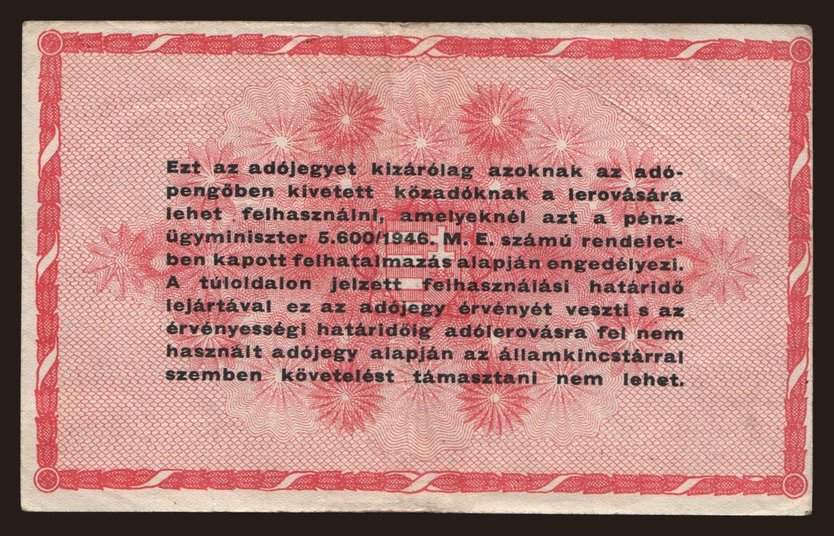 Ezt az adójegyet kizárólag azoknak az adó-
pengőben kivetett közadóknak a lerovására
lehet felhasználni, amelyeknél azt a pénz-
ügyminiszter 5.600/1946. M. E. számú rendelet-
ben kapott felhatalmazás alapján engedélyezi.
A túloldalon jelzett felhasználási határidő
lejártával ez az adójegy érvényét veszti s az
érvényességi határidőig adólerovásra fel nem
használt adójegy alapján az államkincstárral
szemben követelést támasztani nem lehet.